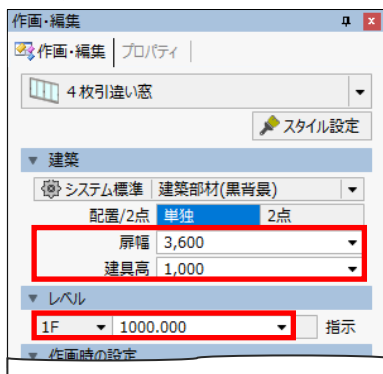 作画・編集
作画・編集 プロパティ
4枚引違い窓
スタイル設定
建築
システム標準 建築部材(黒背景)
配置/2点 単独 2点
扉幅 3,600
建具高 1,000
レベル
1F 1000.000 指示
作画時の設定